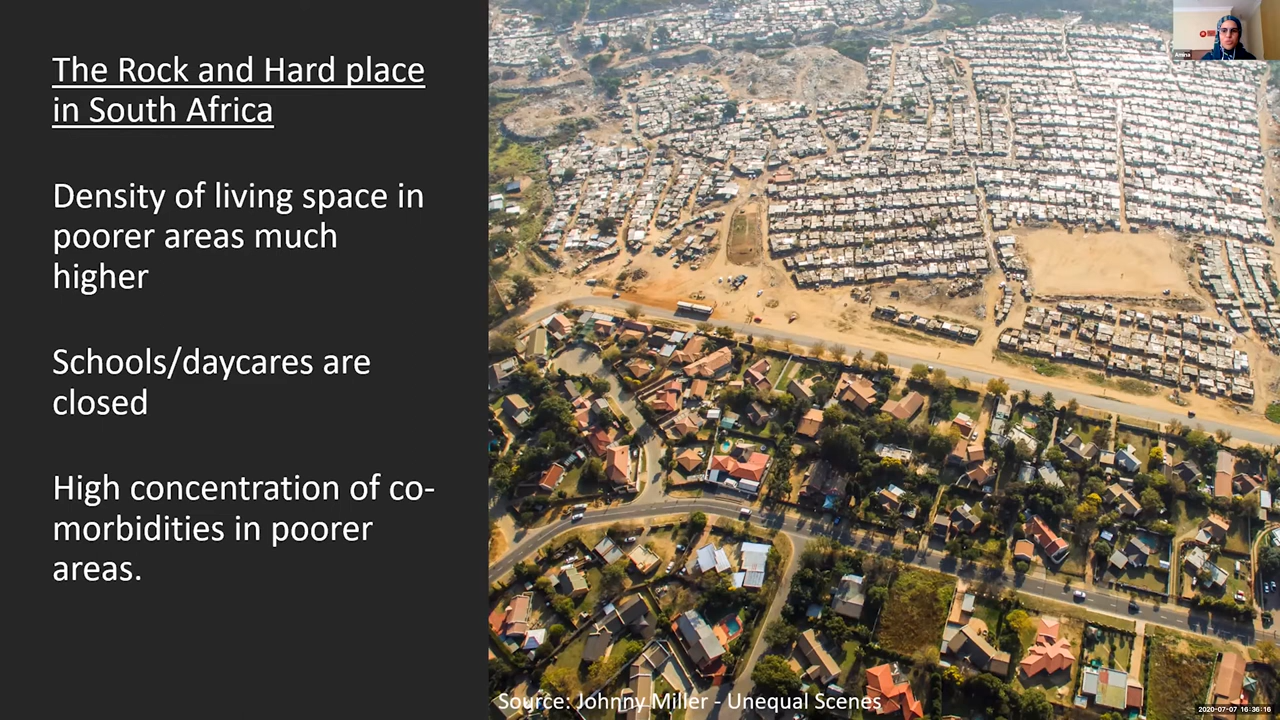 The Rock and Hard place
in South Africa
Density of living space in
poorer areas much
higher
Schools/daycares are
closed
High concentration of co-
morbidities in poorer
areas.
Source: Johnny Miller - Unequal Scenes
Amina
2020-07-07 16:36:16